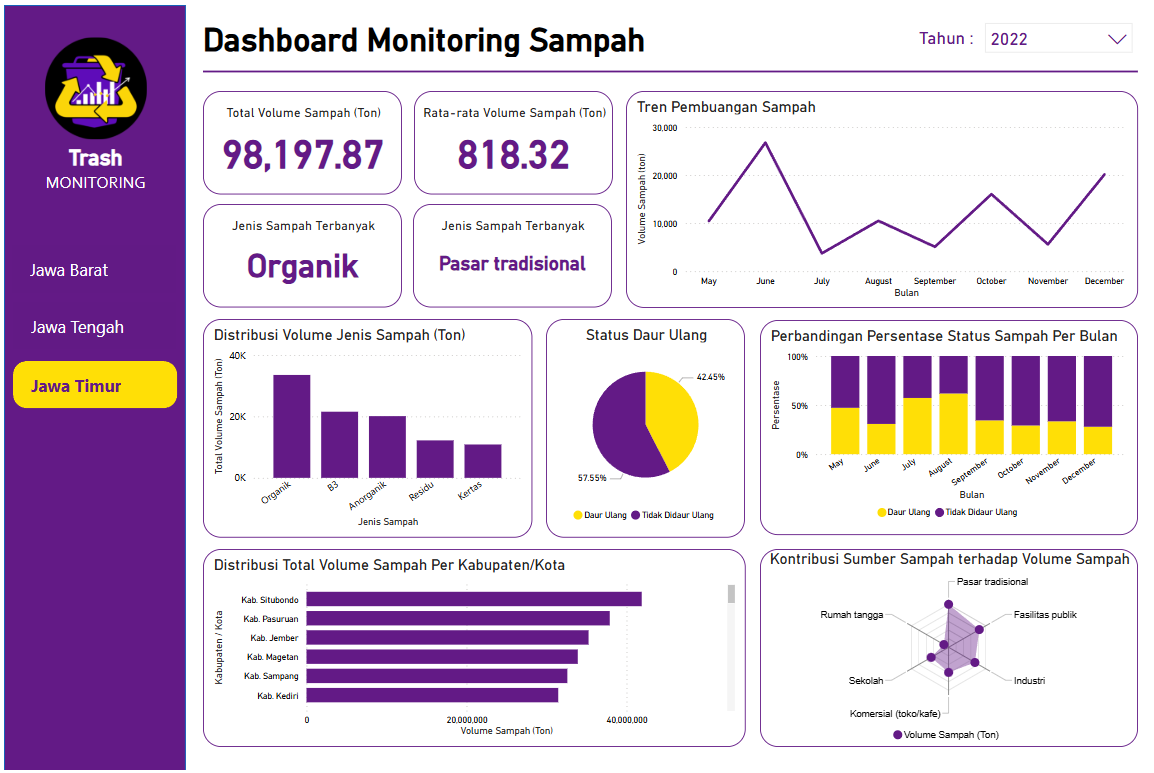 Dashboard Monitoring Sampah
Tahun :
2022
Trash
MONITORING
Jawa Barat
Jawa Tengah
Jawa Timur
Total Volume Sampah (Ton)
98,197.87
Rata-rata Volume Sampah (Ton)
818.32
Jenis Sampah Terbanyak
Organik
Jenis Sampah Terbanyak
Pasar tradisional
Tren Pembuangan Sampah
Volume Sampah (ton)
30,000
20,000
10,000
0
May June July August September October November December
Bulan
Distribusi Volume Jenis Sampah (Ton)
Total Volume Sampah (Ton)
40K
20K
0K
Organik B3 Anorganik Residu Kertas
Jenis Sampah
Status Daur Ulang
42.45%
57.55%
Daur Ulang Tidak Didaur Ulang
Perbandingan Persentase Status Sampah Per Bulan
Persentase
100%
50%
0%
May June July August September October November December
Bulan
Daur Ulang Tidak Didaur Ulang
Distribusi Total Volume Sampah Per Kabupaten/Kota
Kabupaten / Kota
Kab. Situbondo
Kab. Pasuruan
Kab. Jember
Kab. Magetan
Kab. Sampang
Kab. Kediri
0 20,000,000 40,000,000
Volume Sampah (Ton)
Kontribusi Sumber Sampah terhadap Volume Sampah
Pasar tradisional
Rumah tangga
Fasilitas publik
Sekolah
Industri
Komersial (toko/kafe)
Volume Sampah (Ton)